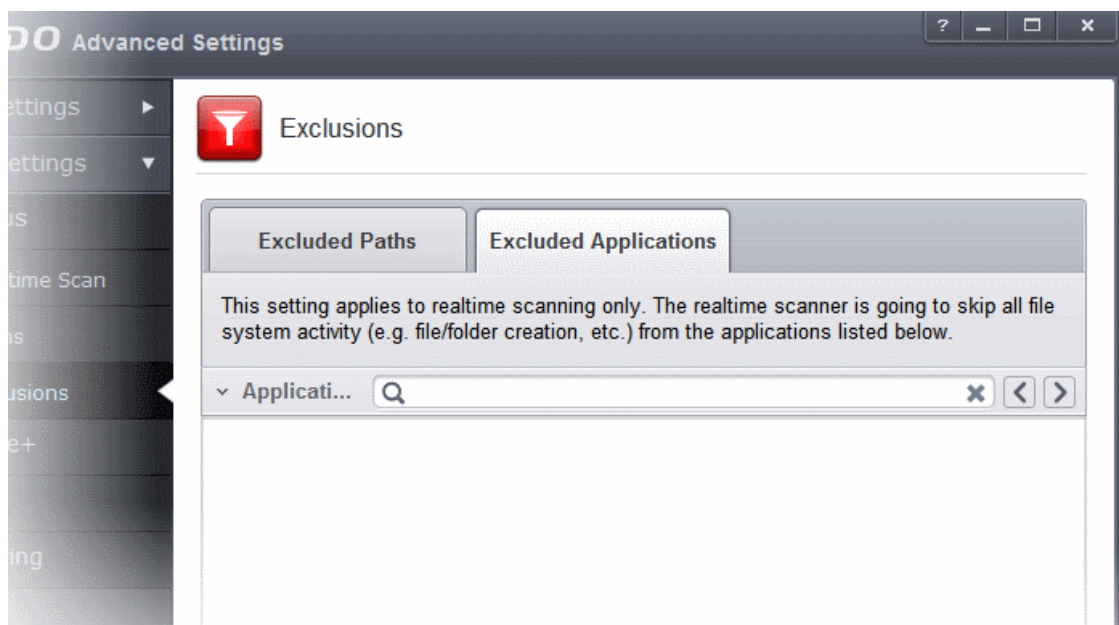 DO Advanced Settings
?
ettings
Exclusions
ettings
us
Excluded Paths
Excluded Applications
time Scan
This setting applies to realtime scanning only. The realtime scanner is going to skip all file
system activity (e.g. file/folder creation, etc.) from the applications listed below.
ns
usions
Applicati...
e+
ing